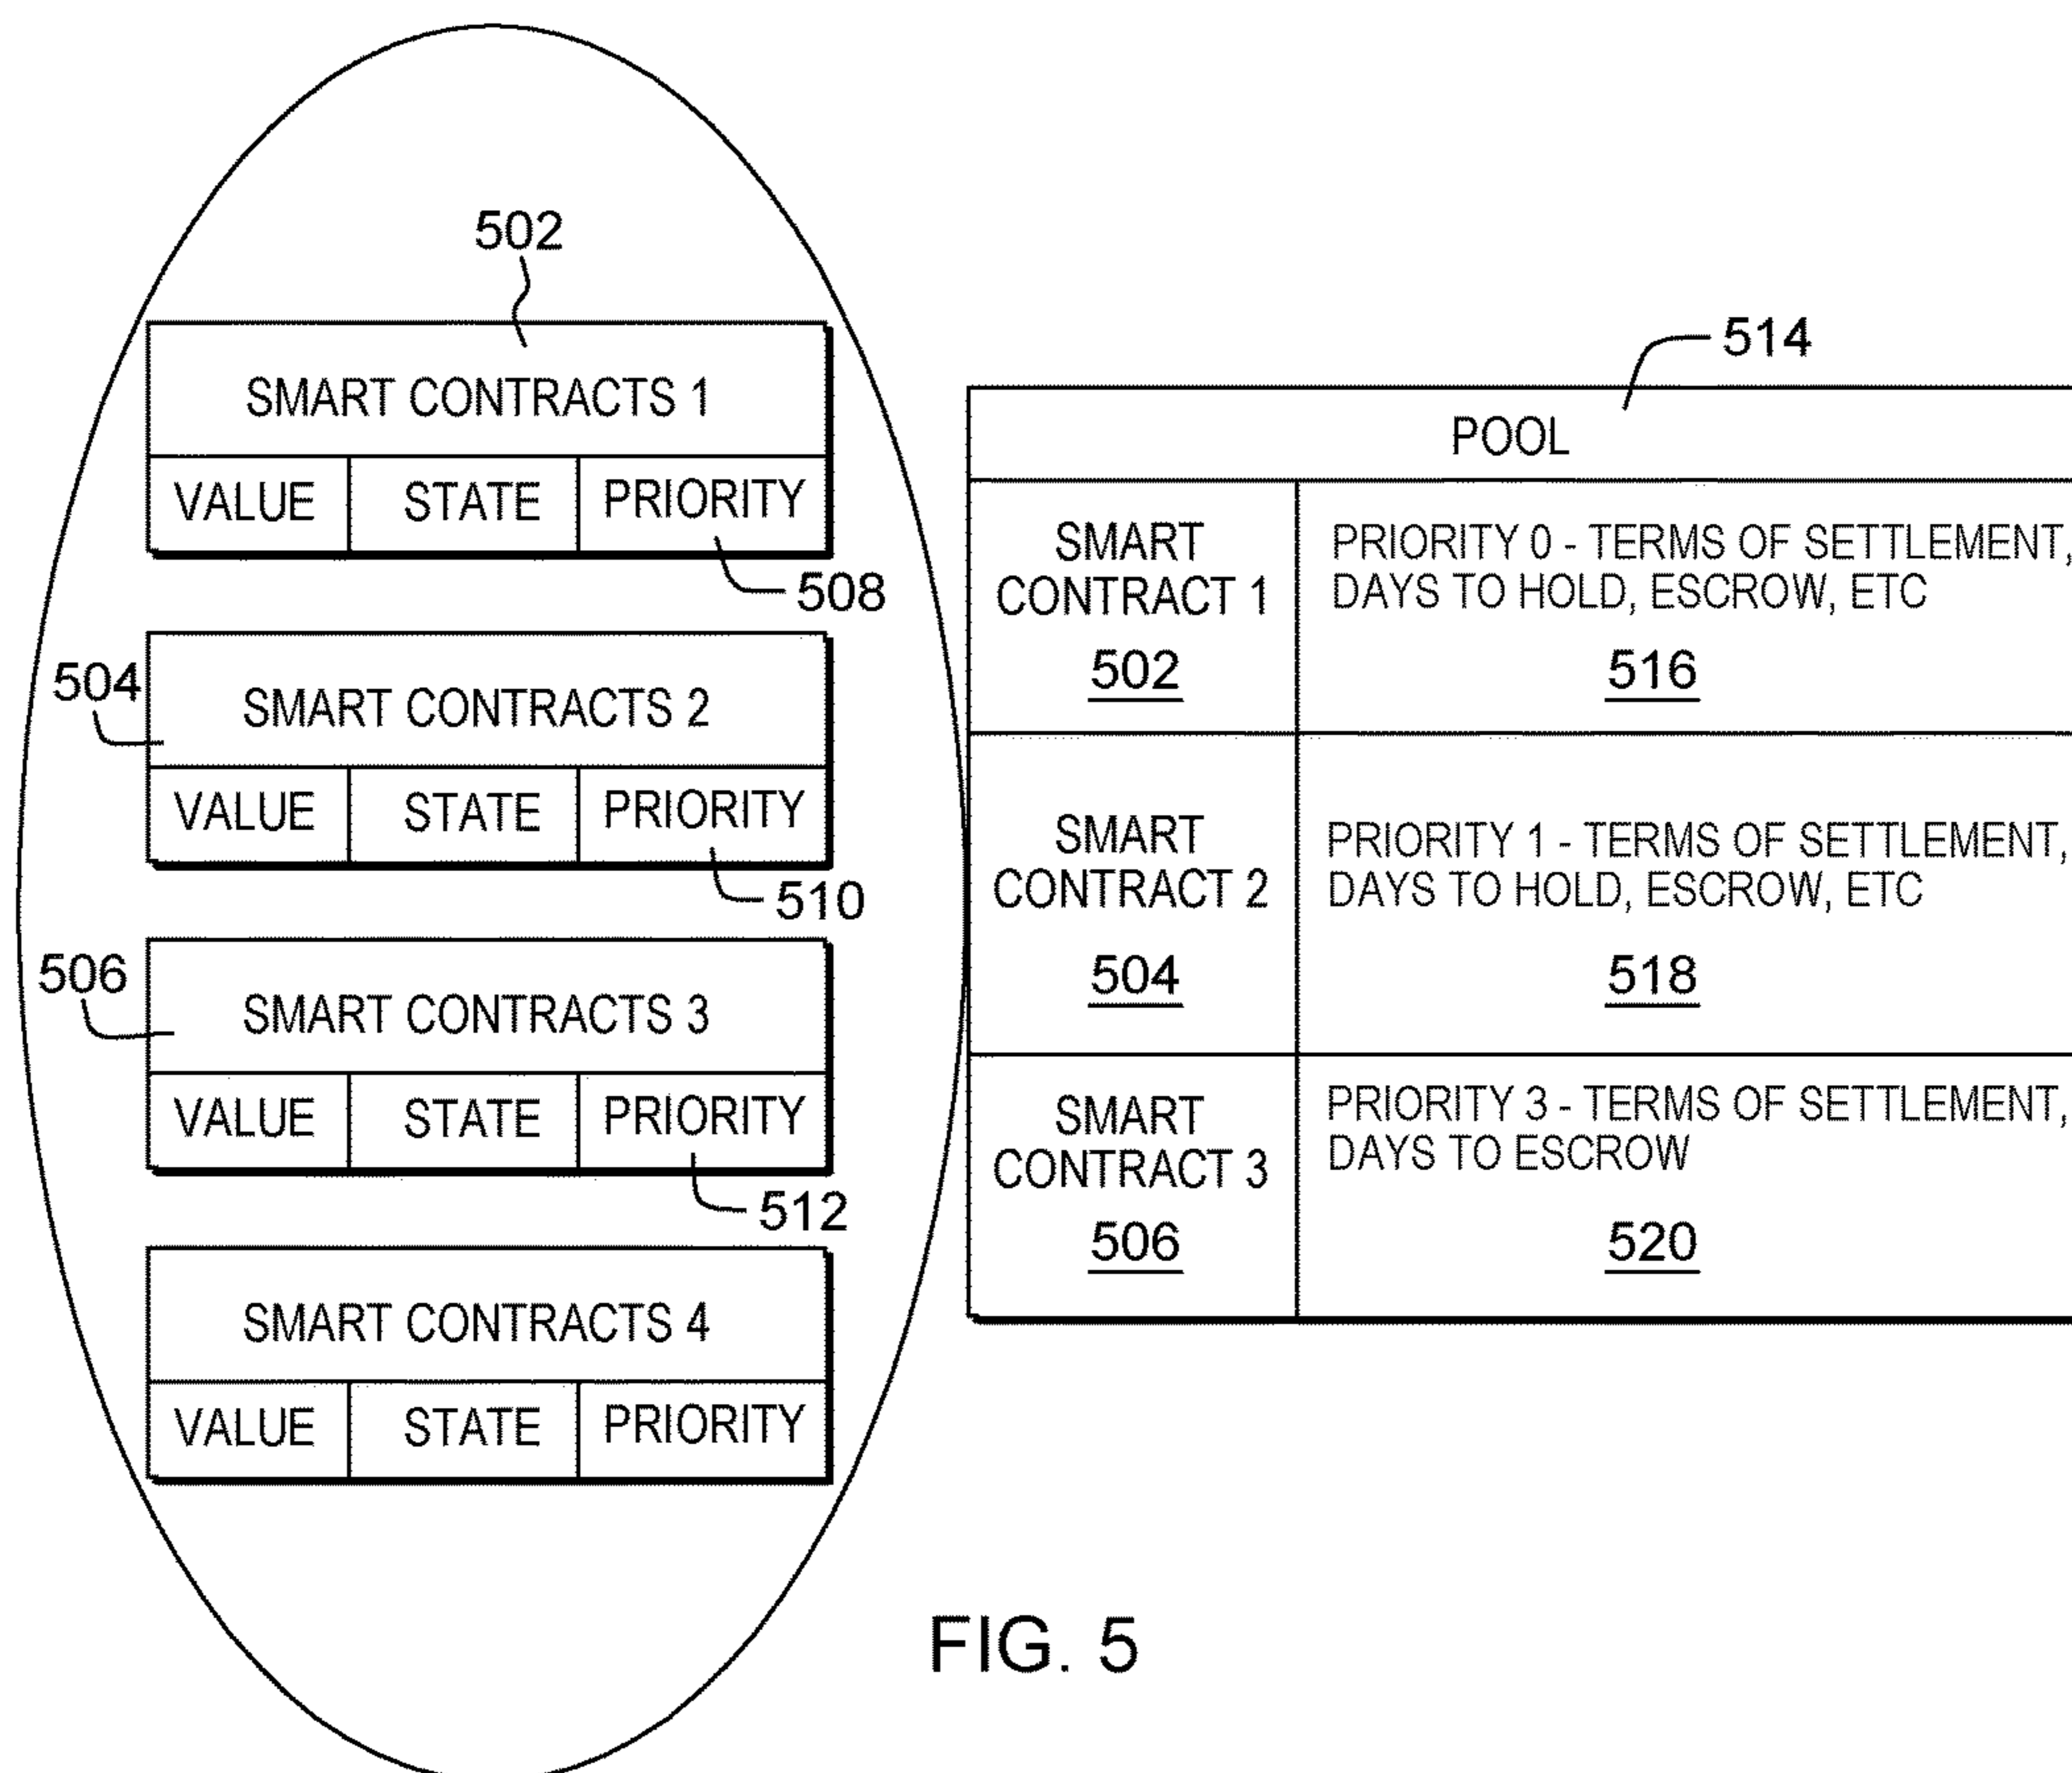 502
SMART CONTRACTS 1
VALUE STATE PRIORITY
508
504
SMART CONTRACTS 2
VALUE STATE PRIORITY
510
506
SMART CONTRACTS 3
VALUE STATE PRIORITY
512
SMART CONTRACTS 4
VALUE STATE PRIORITY
514
POOL
SMART
CONTRACT 1
502
PRIORITY 0 - TERMS OF SETTLEMENT,
DAYS TO HOLD, ESCROW, ETC
516
SMART
CONTRACT 2
504
PRIORITY 1 - TERMS OF SETTLEMENT,
DAYS TO HOLD, ESCROW, ETC
518
SMART
CONTRACT 3
506
PRIORITY 3 - TERMS OF SETTLEMENT,
DAYS TO ESCROW
520
FIG. 5